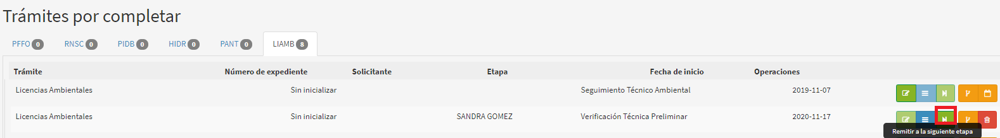 Trámites por completar
PFFO 0 RNSC 0 PIDB 0 HIDR 0 PANT 0 LIAMB 8
Trámite Número de expediente Solicitante Etapa Fecha de inicio Operaciones
Licencias Ambientales Sin inicializar Seguimiento Técnico Ambiental 2019-11-07
Licencias Ambientales Sin inicializar SANDRA GOMEZ Verificación Técnica Preliminar 2020-11-17
Remitir a la siguiente etapa